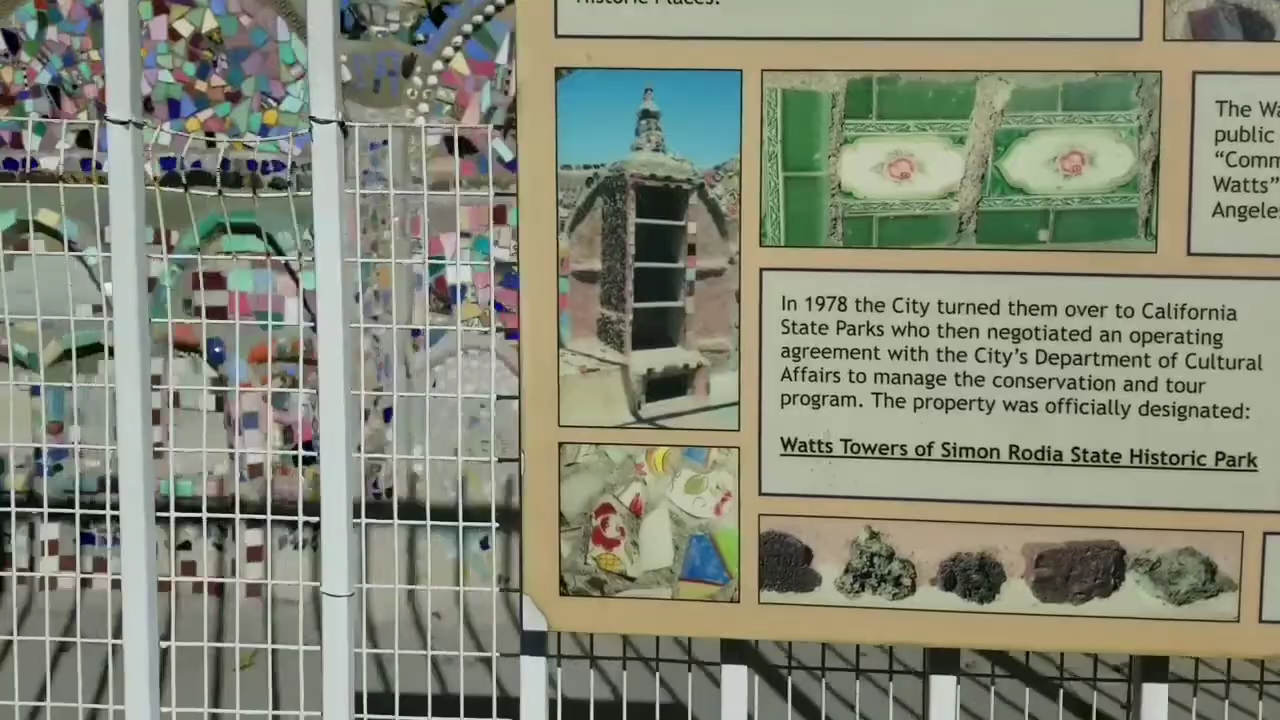 Historic Places.
The
public
"Comm
Watts"
Angele
In 1978 the City turned them over to California
State Parks who then negotiated an operating
agreement with the City's Department of Cultural
Affairs to manage the conservation and tour
program. The property was officially designated:
Watts Towers of Simon Rodia State Historic Park